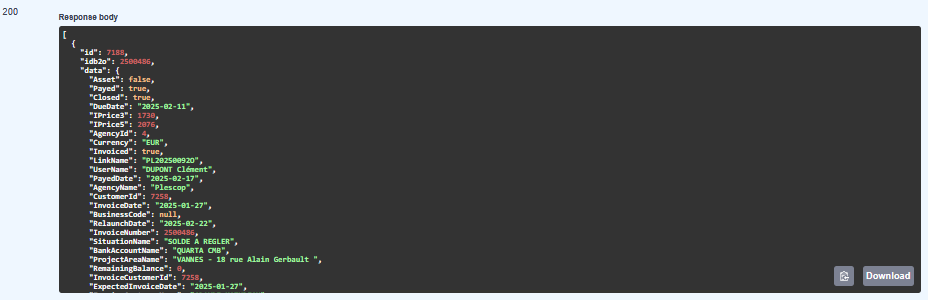 200
Response body
[
{
"id": 7188,
"idb2o": 2500486,
"data": {
"Asset": false,
"Payed": true,
"Closed": true,
"DueDate": "2025-02-11",
"IPrice3": 1730,
"IPrice5": 2076,
"AgencyId": 4,
"Currency": "EUR",
"Invoiced": true,
"LinkName": "PL20250092O",
"UserName": "DUPONT Clément",
"PayedDate": "2025-02-17",
"AgencyName": "Plescop",
"CustomerId": 7258,
"InvoiceDate": "2025-01-27",
"BusinessCode": null,
"RelaunchDate": "2025-02-22",
"InvoiceNumber": 2500486,
"SituationName": "SOLDE A REGLER",
"BankAccountName": "QUARTA CMB",
"ProjectAreaName": "VANNES - 18 rue Alain Gerbault ",
"RemainingBalance": 0,
"InvoiceCustomerId": 7258,
"ExpectedInvoiceDate": "2025-01-27",
Download